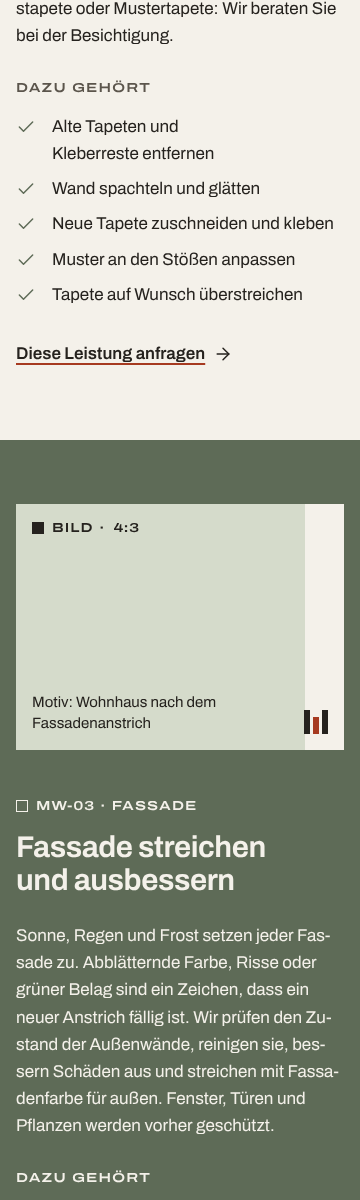 stapete oder Mustertapete: Wir beraten Sie
bei der Besichtigung.
DAZU GEHÖRT
Alte Tapeten und
Kleberreste entfernen
Wand spachteln und glätten
Neue Tapete zuschneiden und kleben
Muster an den Stößen anpassen
Tapete auf Wunsch überstreichen
Diese Leistung anfragen →
BILD · 4:3
Motiv: Wohnhaus nach dem
Fassadenanstrich
MW-03 · FASSADE
Fassade streichen
und ausbessern
Sonne, Regen und Frost setzen jeder Fas-
sade zu. Abblätternde Farbe, Risse oder
grüner Belag sind ein Zeichen, dass ein
neuer Anstrich fällig ist. Wir prüfen den Zu-
stand der Außenwände, reinigen sie, bes-
sern Schäden aus und streichen mit Fassa-
denfarbe für außen. Fenster, Türen und
Pflanzen werden vorher geschützt.
DAZU GEHÖRT